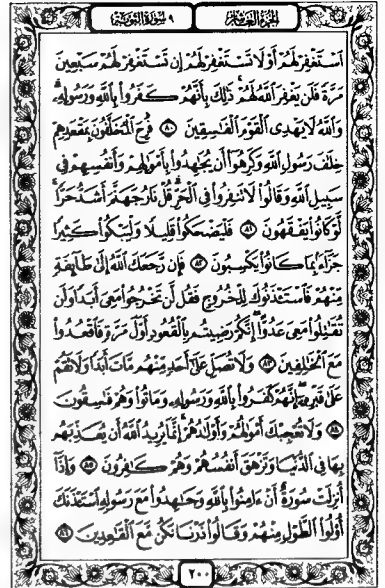 الجزء العاشر
٩ سورة التوبة
ٱسْتَغْفِرْ لَهُمْ أَوْ لَا تَسْتَغْفِرْ لَهُمْ إِن تَسْتَغْفِرْ لَهُمْ سَبْعِينَ
مَرَّةً فَلَن يَغْفِرَ ٱللَّهُ لَهُمْ ۚ ذَٰلِكَ بِأَنَّهُمْ كَفَرُوا۟ بِٱللَّهِ وَرَسُولِهِۦ ۗ
وَٱللَّهُ لَا يَهْدِى ٱلْقَوْمَ ٱلْفَـٰسِقِينَ ٨٠ فَرِحَ ٱلْمُخَلَّفُونَ بِمَقْعَدِهِمْ
خِلَـٰفَ رَسُولِ ٱللَّهِ وَكَرِهُوٓا۟ أَن يُجَـٰهِدُوا۟ بِأَمْوَٰلِهِمْ وَأَنفُسِهِمْ فِى
سَبِيلِ ٱللَّهِ وَقَالُوا۟ لَا تَنفِرُوا۟ فِى ٱلْحَرِّ ۗ قُلْ نَارُ جَهَنَّمَ أَشَدُّ حَرًّا ۚ
لَّوْ كَانُوا۟ يَفْقَهُونَ ٨١ فَلْيَضْحَكُوا۟ قَلِيلًا وَلْيَبْكُوا۟ كَثِيرًا
جَزَآءًۢ بِمَا كَانُوا۟ يَكْسِبُونَ ٨٢ فَإِن رَّجَعَكَ ٱللَّهُ إِلَىٰ طَآئِفَةٍ
مِّنْهُمْ فَٱسْتَـْٔذَنُوكَ لِلْخُرُوجِ فَقُل لَّن تَخْرُجُوا۟ مَعِىَ أَبَدًا وَلَن
تُقَـٰتِلُوا۟ مَعِىَ عَدُوًّا ۖ إِنَّكُمْ رَضِيتُم بِٱلْقُعُودِ أَوَّلَ مَرَّةٍ فَٱقْعُدُوا۟
مَعَ ٱلْخَـٰلِفِينَ ٨٣ وَلَا تُصَلِّ عَلَىٰٓ أَحَدٍ مِّنْهُم مَّاتَ أَبَدًا وَلَا تَقُمْ
عَلَىٰ قَبْرِهِۦٓ ۖ إِنَّهُمْ كَفَرُوا۟ بِٱللَّهِ وَرَسُولِهِۦ وَمَاتُوا۟ وَهُمْ فَـٰسِقُونَ
٨٤ وَلَا تُعْجِبْكَ أَمْوَٰلُهُمْ وَأَوْلَـٰدُهُمْ ۚ إِنَّمَا يُرِيدُ ٱللَّهُ أَن يُعَذِّبَهُم
بِهَا فِى ٱلدُّنْيَا وَتَزْهَقَ أَنفُسُهُمْ وَهُمْ كَـٰفِرُونَ ٨٥ وَإِذَآ
أُنزِلَتْ سُورَةٌ أَنْ ءَامِنُوا۟ بِٱللَّهِ وَجَـٰهِدُوا۟ مَعَ رَسُولِهِ ٱسْتَـْٔذَنَكَ
أُو۟لُوا۟ ٱلطَّوْلِ مِنْهُمْ وَقَالُوا۟ ذَرْنَا نَكُن مَّعَ ٱلْقَـٰعِدِينَ ٨٦
٢٠٠